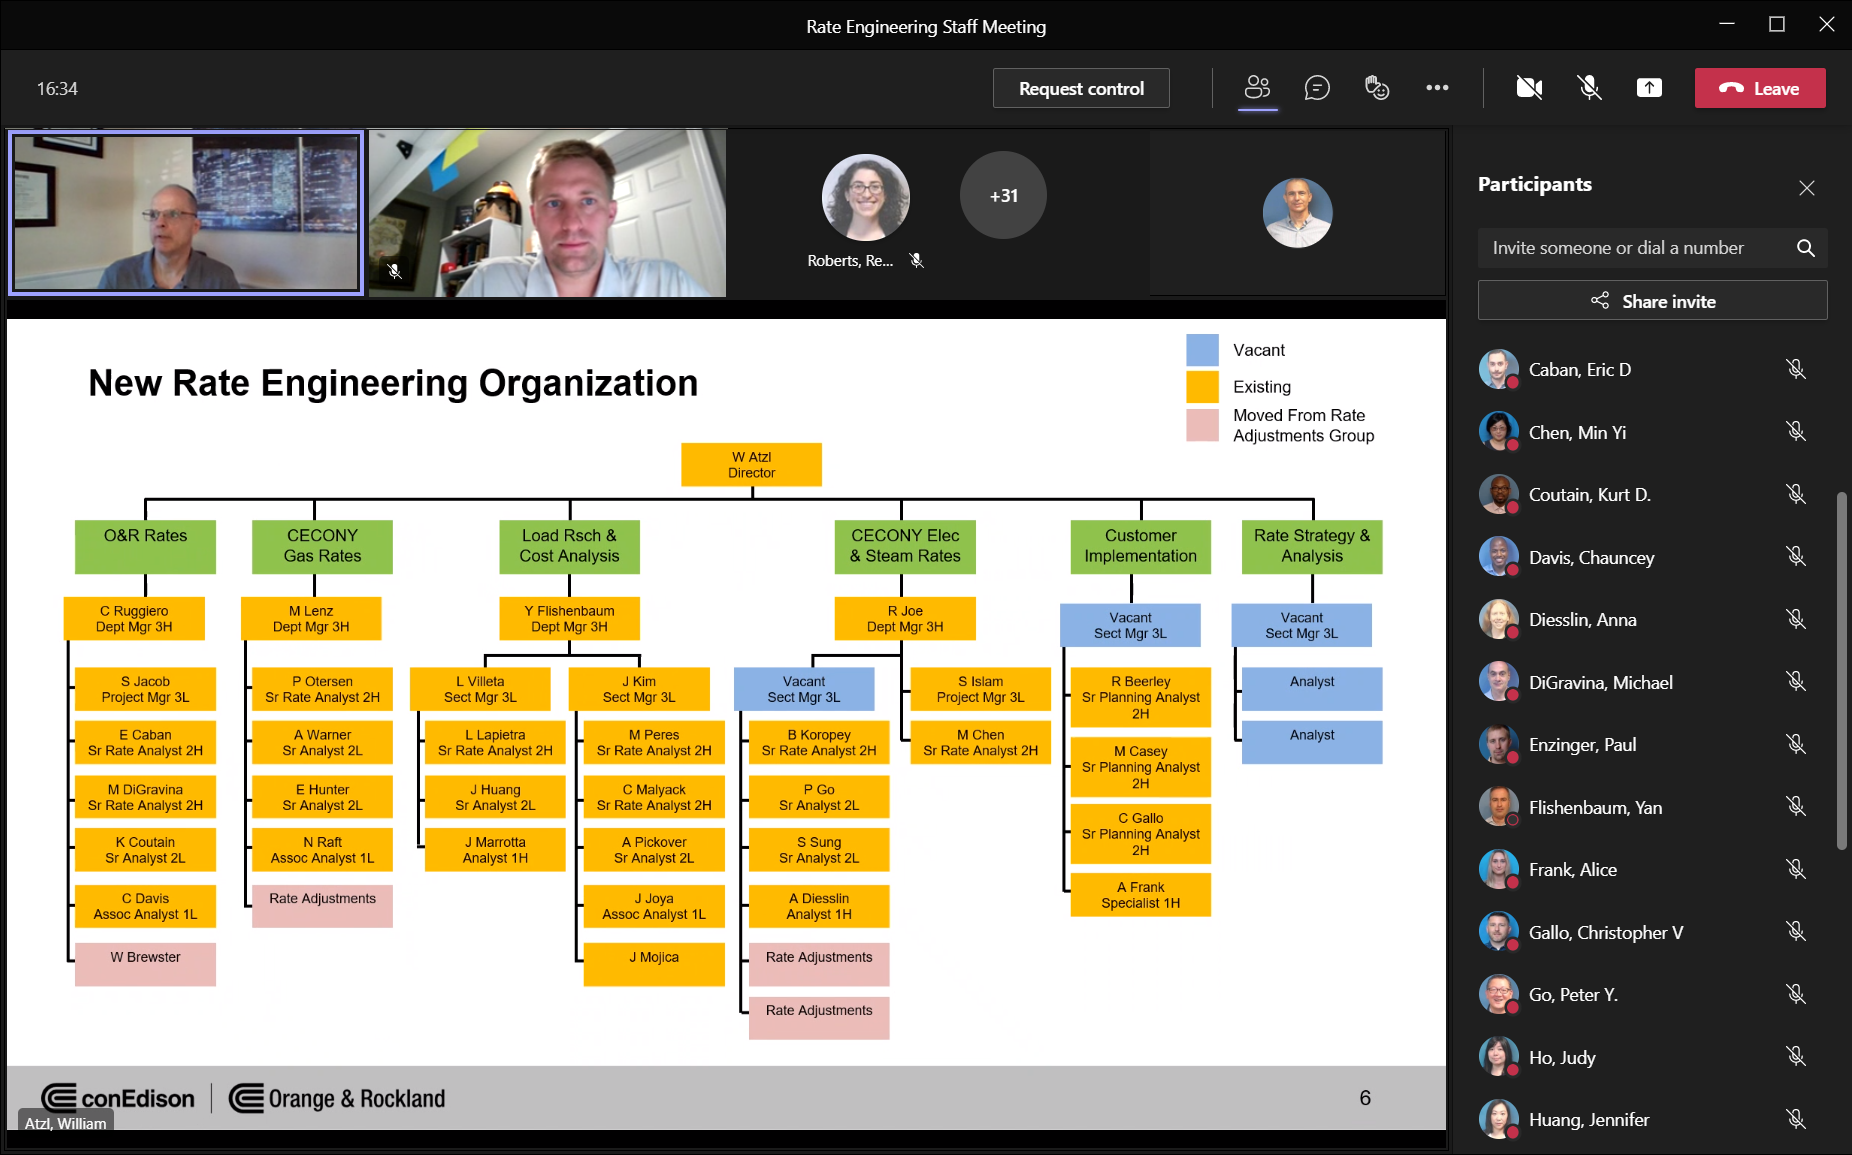 Rate Engineering Staff Meeting
16:34
Request control
Leave
Roberts, Re...
+31
Participants
Invite someone or dial a number
Share invite
Caban, Eric D
Chen, Min Yi
Coutain, Kurt D.
Davis, Chauncey
Diesslin, Anna
DiGravina, Michael
Enzinger, Paul
Flishenbaum, Yan
Frank, Alice
Gallo, Christopher V
Go, Peter Y.
Ho, Judy
Huang, Jennifer
New Rate Engineering Organization
Vacant
Existing
Moved From Rate
Adjustments Group
W Atzl
Director
O&R Rates
C Ruggiero
Dept Mgr 3H
S Jacob
Project Mgr 3L
E Caban
Sr Rate Analyst 2H
M DiGravina
Sr Rate Analyst 2H
K Coutain
Sr Analyst 2L
C Davis
Assoc Analyst 1L
W Brewster
CECONY
Gas Rates
M Lenz
Dept Mgr 3H
P Otersen
Sr Rate Analyst 2H
A Warner
Sr Analyst 2L
E Hunter
Sr Analyst 2L
N Raft
Assoc Analyst 1L
Rate Adjustments
Load Rsch &
Cost Analysis
Y Flishenbaum
Dept Mgr 3H
L Villeta
Sect Mgr 3L
L Lapietra
Sr Rate Analyst 2H
J Huang
Sr Analyst 2L
J Marrotta
Analyst 1H
J Kim
Sect Mgr 3L
M Peres
Sr Rate Analyst 2H
C Malyack
Sr Rate Analyst 2H
A Pickover
Sr Analyst 2L
J Joya
Assoc Analyst 1L
J Mojica
CECONY Elec
& Steam Rates
R Joe
Dept Mgr 3H
Vacant
Sect Mgr 3L
B Koropey
Sr Rate Analyst 2H
P Go
Sr Analyst 2L
S Sung
Sr Analyst 2L
A Diesslin
Analyst 1H
Rate Adjustments
Rate Adjustments
S Islam
Project Mgr 3L
M Chen
Sr Rate Analyst 2H
Customer
Implementation
Vacant
Sect Mgr 3L
R Beerley
Sr Planning Analyst
2H
M Casey
Sr Planning Analyst
2H
C Gallo
Sr Planning Analyst
2H
A Frank
Specialist 1H
Rate Strategy &
Analysis
Vacant
Sect Mgr 3L
Analyst
Analyst
conEdison
Orange & Rockland
6
Atzl, William